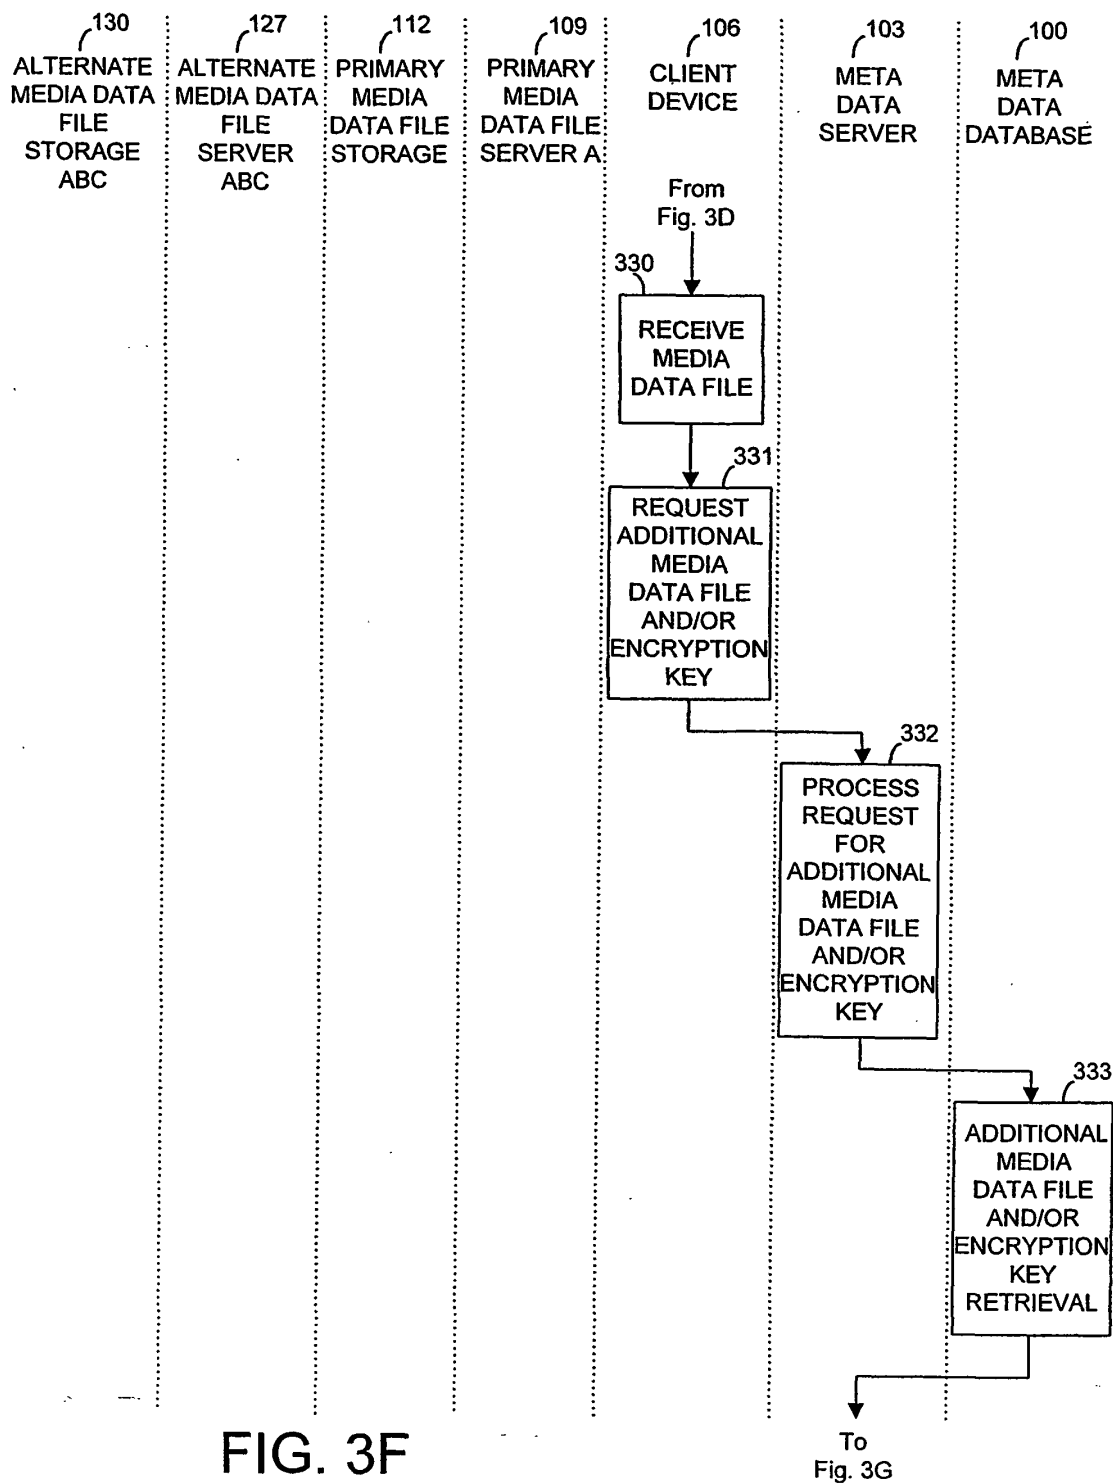 130
ALTERNATE
MEDIA DATA
FILE
STORAGE
ABC
127
ALTERNATE
MEDIA DATA
FILE
SERVER
ABC
112
PRIMARY
MEDIA
DATA FILE
STORAGE
109
PRIMARY
MEDIA
DATA FILE
SERVER A
106
CLIENT
DEVICE
103
META
DATA
SERVER
100
META
DATA
DATABASE
From
Fig. 3D
330
RECEIVE
MEDIA
DATA FILE
331
REQUEST
ADDITIONAL
MEDIA
DATA FILE
AND/OR
ENCRYPTION
KEY
332
PROCESS
REQUEST
FOR
ADDITIONAL
MEDIA
DATA FILE
AND/OR
ENCRYPTION
KEY
333
ADDITIONAL
MEDIA
DATA FILE
AND/OR
ENCRYPTION
KEY
RETRIEVAL
To
Fig. 3G
FIG. 3F